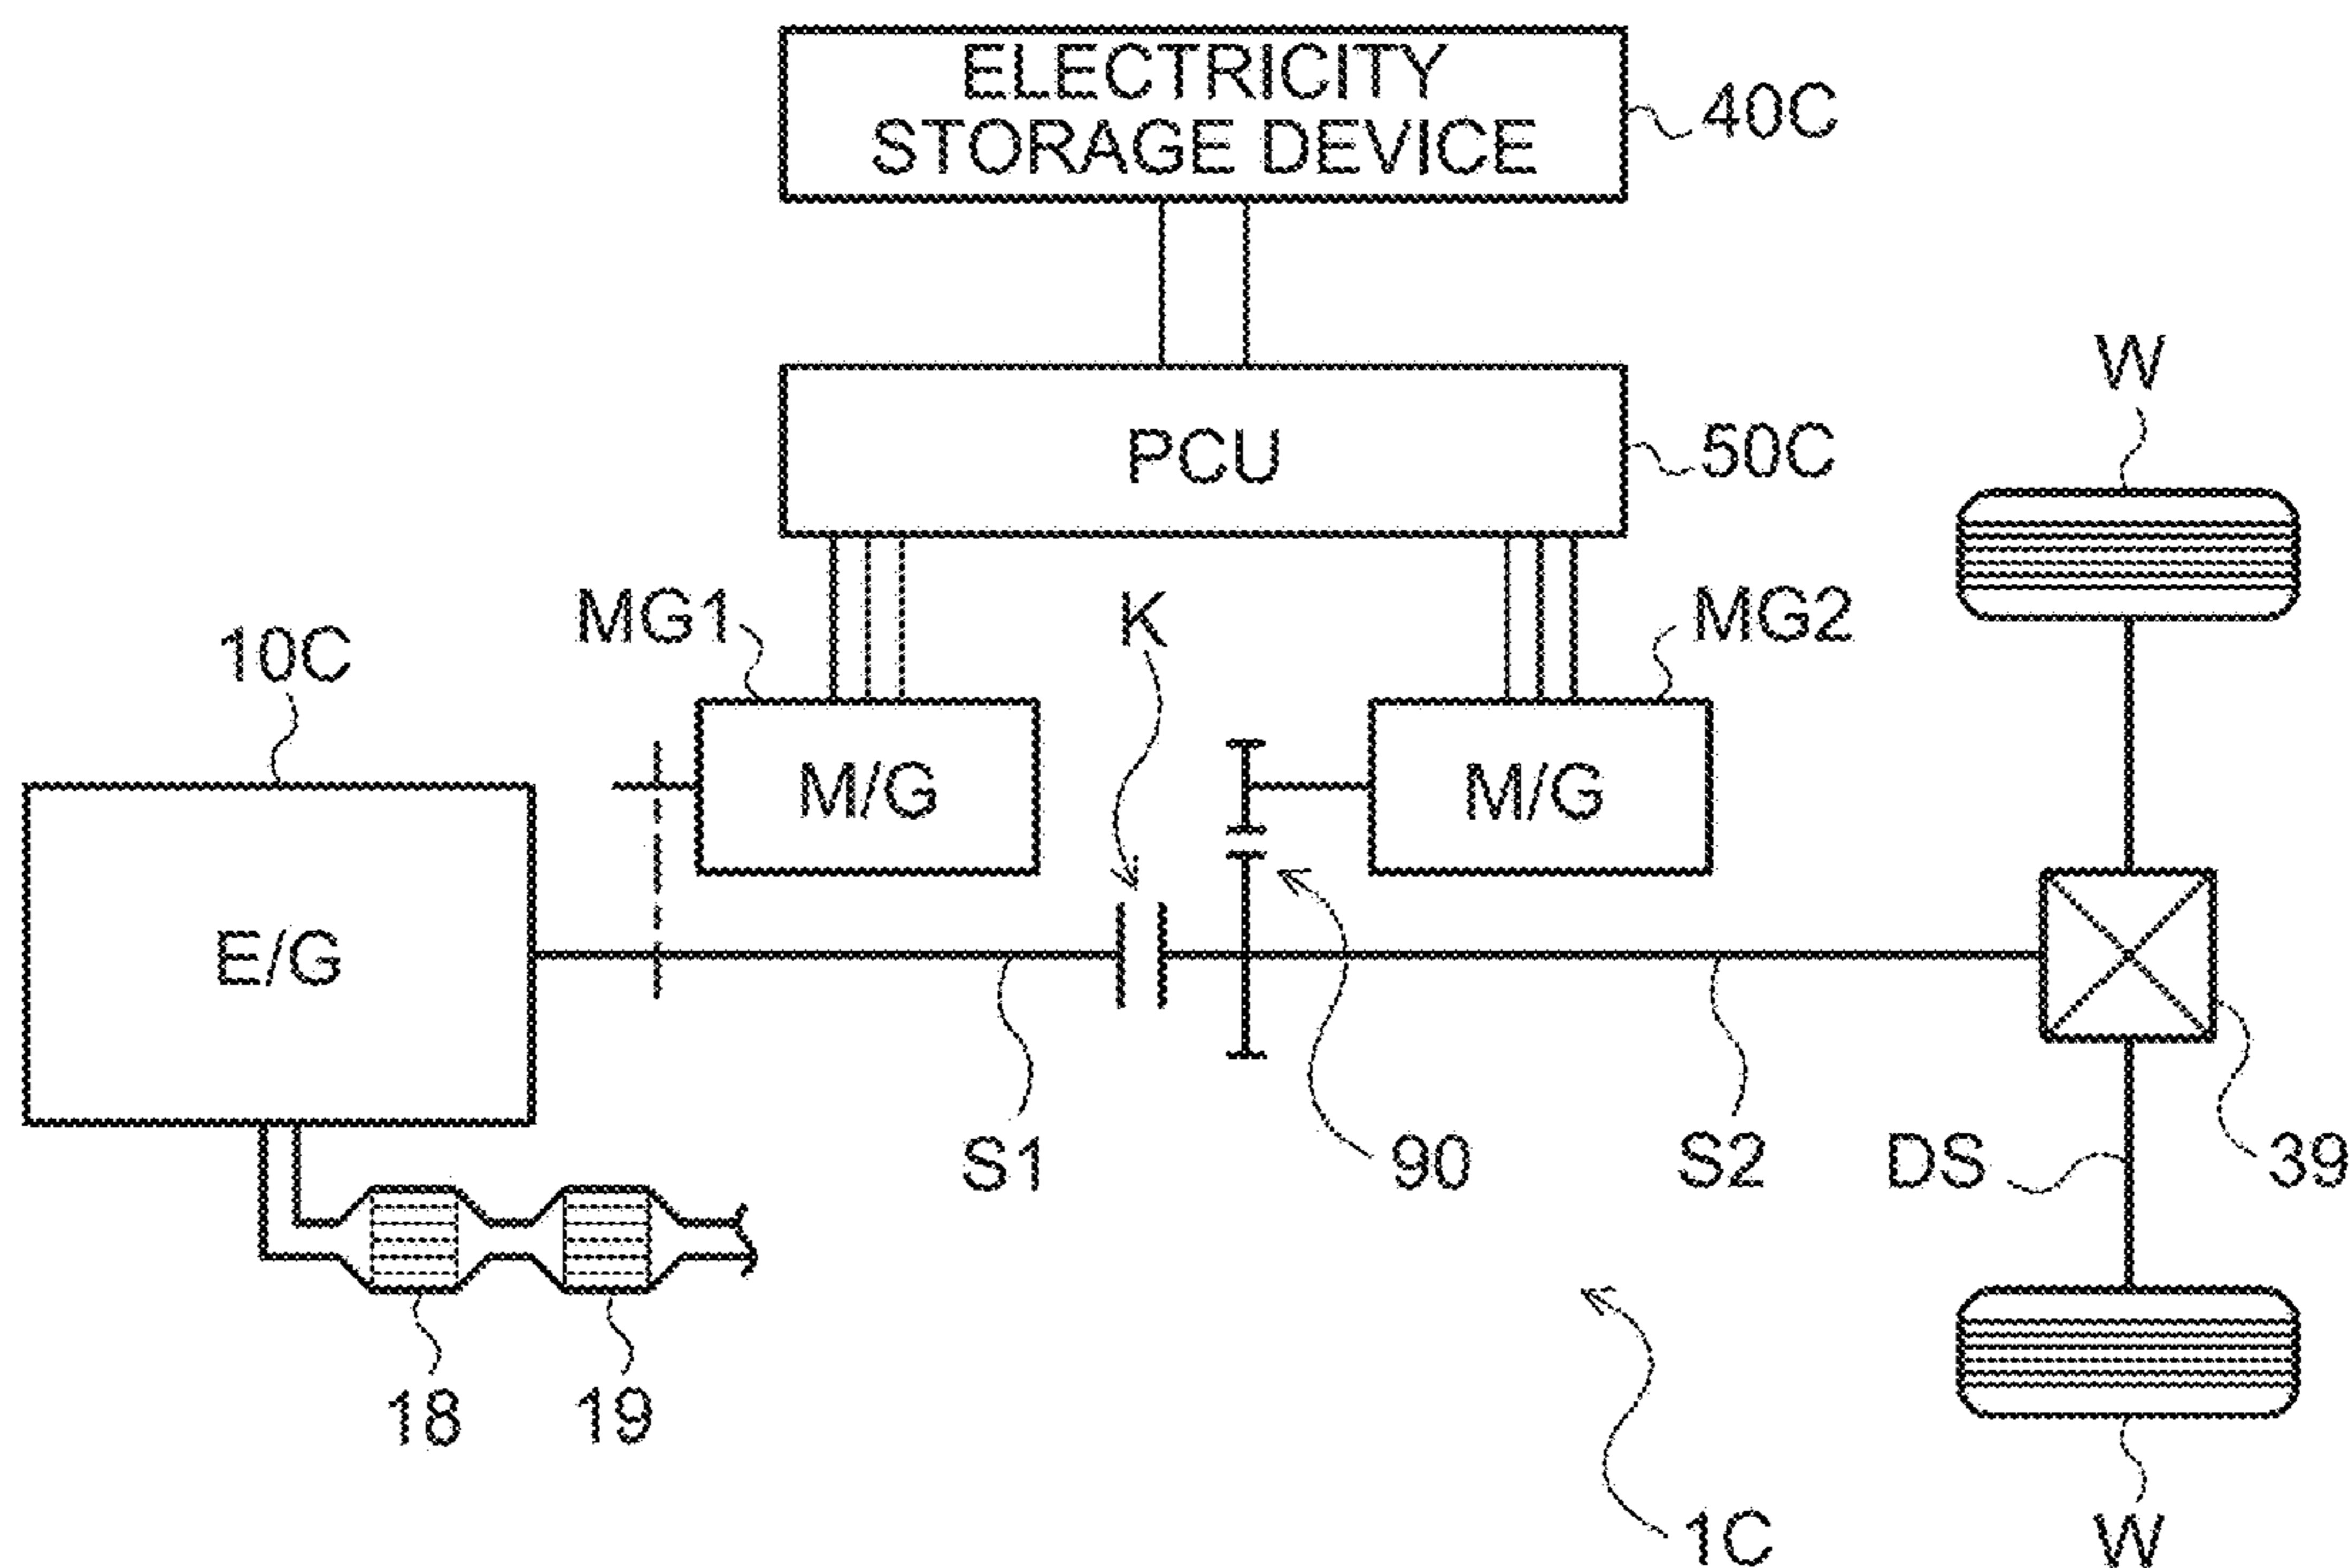 ELECTRICITY
STORAGE DEVICE
40C
W
PCU
50C
MG1
K
MG2
10C
M/G
M/G
E/G
S1
90
S2
DS
39
18
19
1C
W